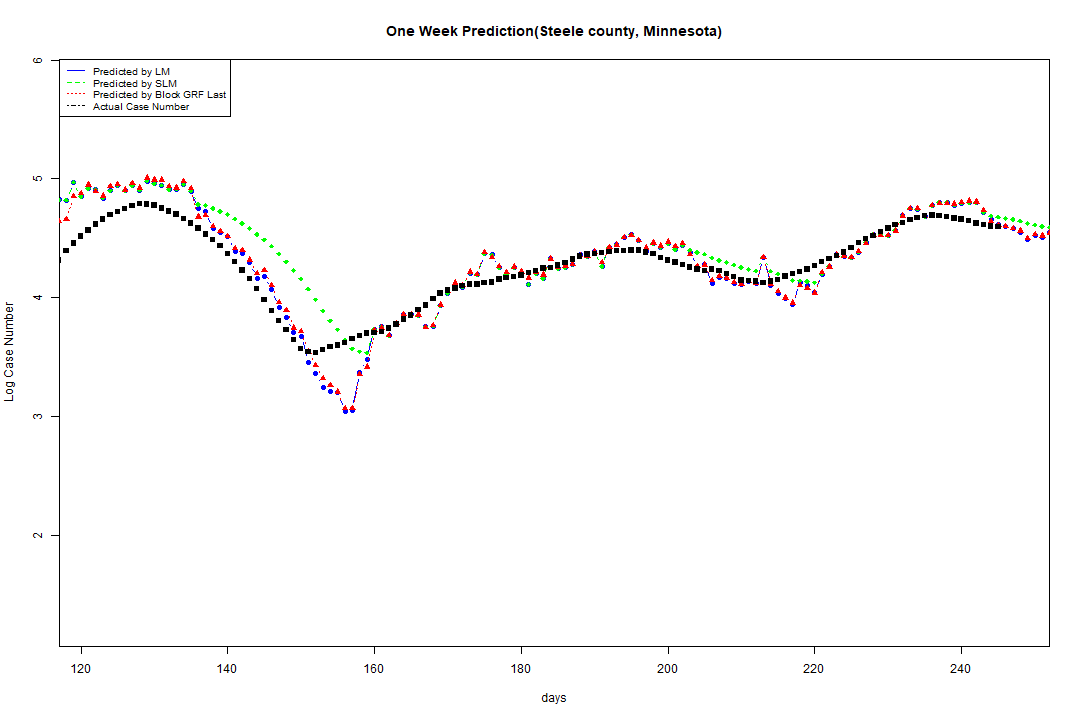 One Week Prediction(Steele county, Minnesota)
Predicted by LM
Predicted by SLM
Predicted by Block GRF Last
Actual Case Number
6
5
4
3
2
Log Case Number
120 140 160 180 200 220 240
days